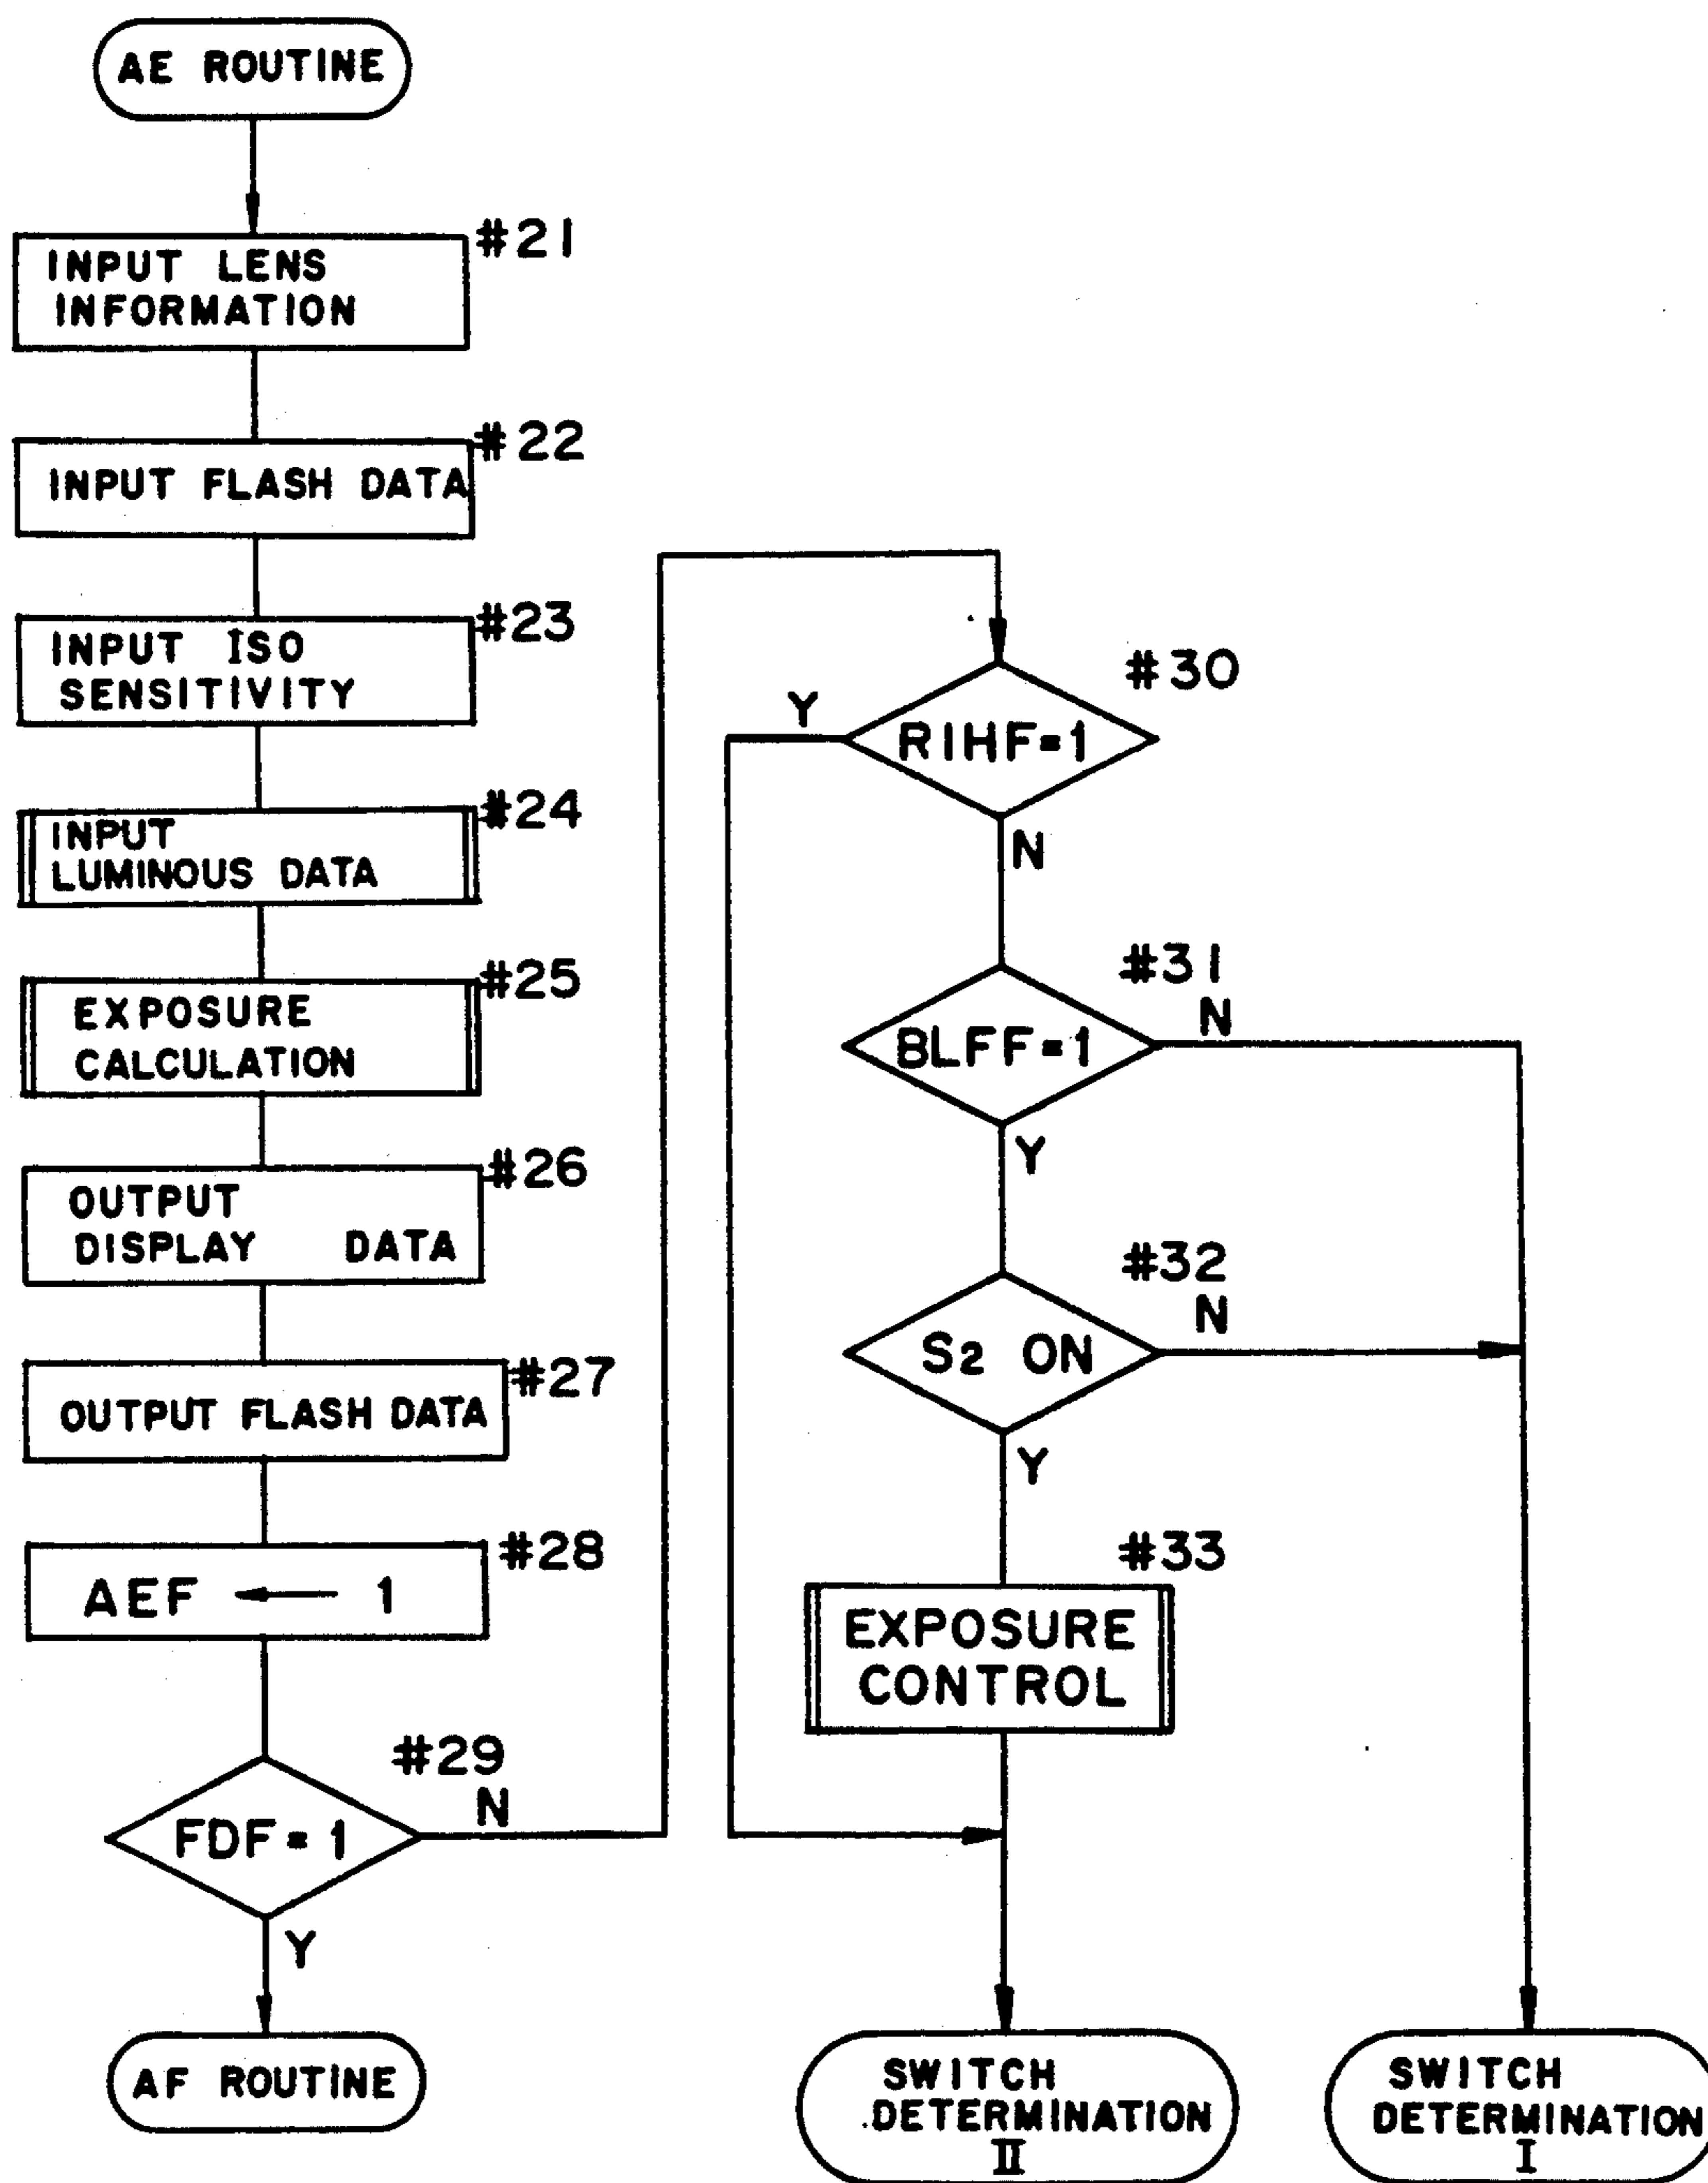 AE ROUTINE
#21
INPUT LENS
INFORMATION
#22
INPUT FLASH DATA
#23
INPUT ISO
SENSITIVITY
#24
INPUT
LUMINOUS DATA
#25
EXPOSURE
CALCULATION
#26
OUTPUT
DISPLAY DATA
#27
OUTPUT FLASH DATA
#28
AEF ← 1
#29
N
FDF = 1
Y
AF ROUTINE
#30
Y
RIHF=1
N
#31
N
BLFF=1
Y
#32
N
S2 ON
Y
#33
EXPOSURE
CONTROL
SWITCH
DETERMINATION
II
SWITCH
DETERMINATION
I